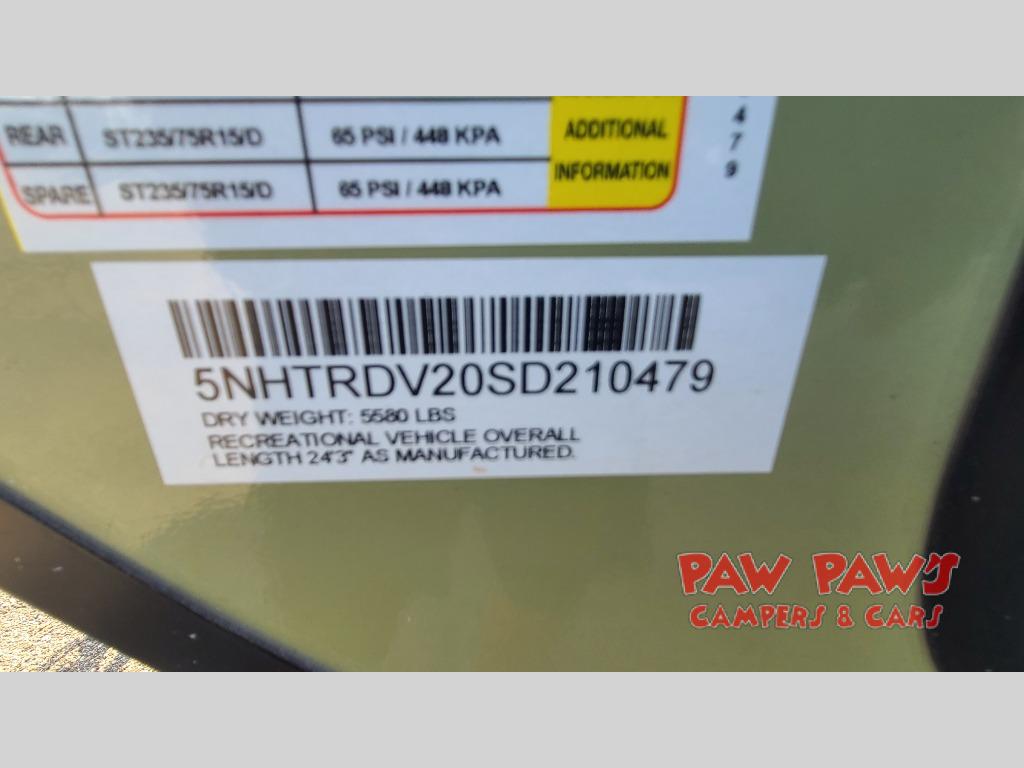 REAR ST235/75R15/D 65 PSI / 448 KPA ADDITIONAL
SPARE ST235/75R15/D 65 PSI / 448 KPA INFORMATION
4
7
9
5NHTRDV20SD210479
DRY WEIGHT: 5580 LBS
RECREATIONAL VEHICLE OVERALL
LENGTH 24'3" AS MANUFACTURED.
PAW PAW'S
CAMPERS & CARS